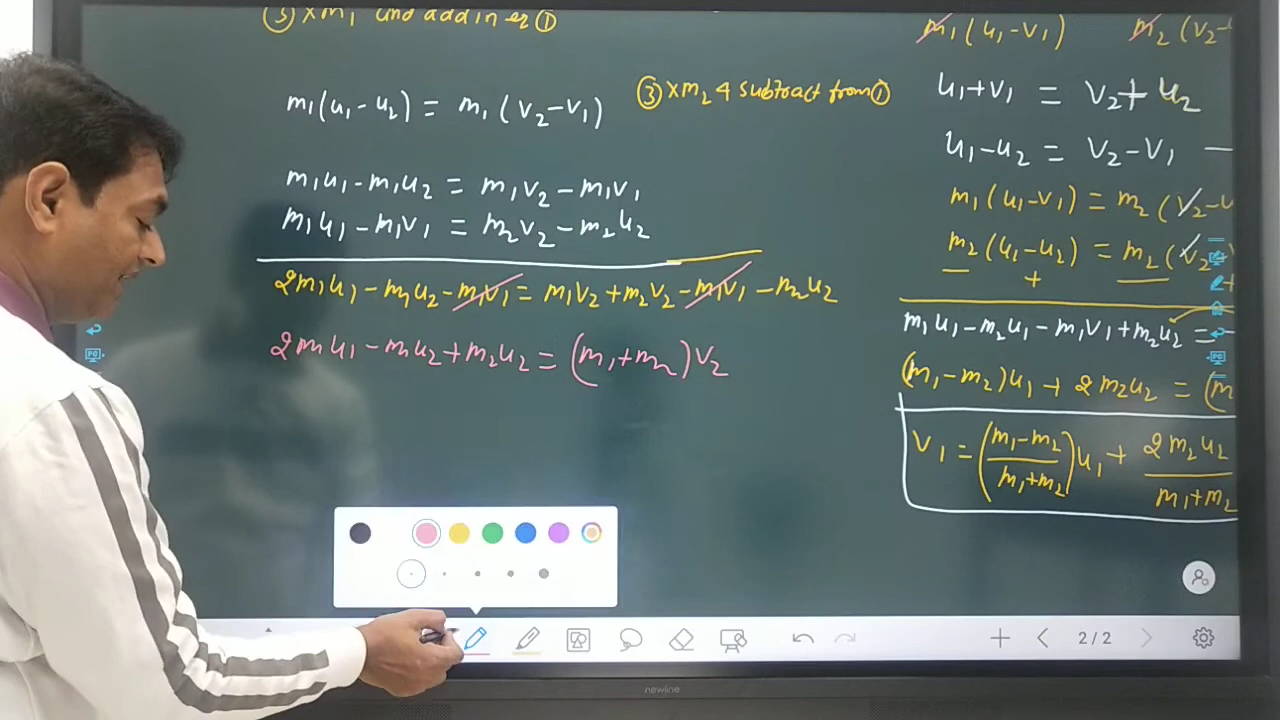 ③ × m₁ and add in er ①
m₁(u₁ - u₂) = m₁ (v₂ - v₁)
m₁u₁ - m₁u₂ = m₁v₂ - m₁v₁
m₁u₁ - m₁v₁ = m₂v₂ - m₂u₂
2m₁u₁ - m₁u₂ - m₁v₁ = m₁v₂ + m₂v₂ - m₁v₁ - m₂u₂
2m₁u₁ - m₁u₂ + m₂u₂ = (m₁ + m₂) v₂
③ × m₂ 4 subtract from ①
m₁ (u₁ - v₁) m₂ (v₂ -
u₁ + v₁ = v₂ + u₂
u₁ - u₂ = v₂ - v₁ —
m₁ (u₁ - v₁) = m₂ (v₂ - u
m₂ (u₁ - u₂) = m₂ (v₂ -
+ +
m₁u₁ - m₂u₁ - m₁v₁ + m₂u₂ =
(m₁ - m₂)u₁ + 2m₂u₂ = (m
v₁ = (m₁ - m₂ / m₁ + m₂) u₁ + 2m₂u₂ / m₁ + m₂
2/2
newline